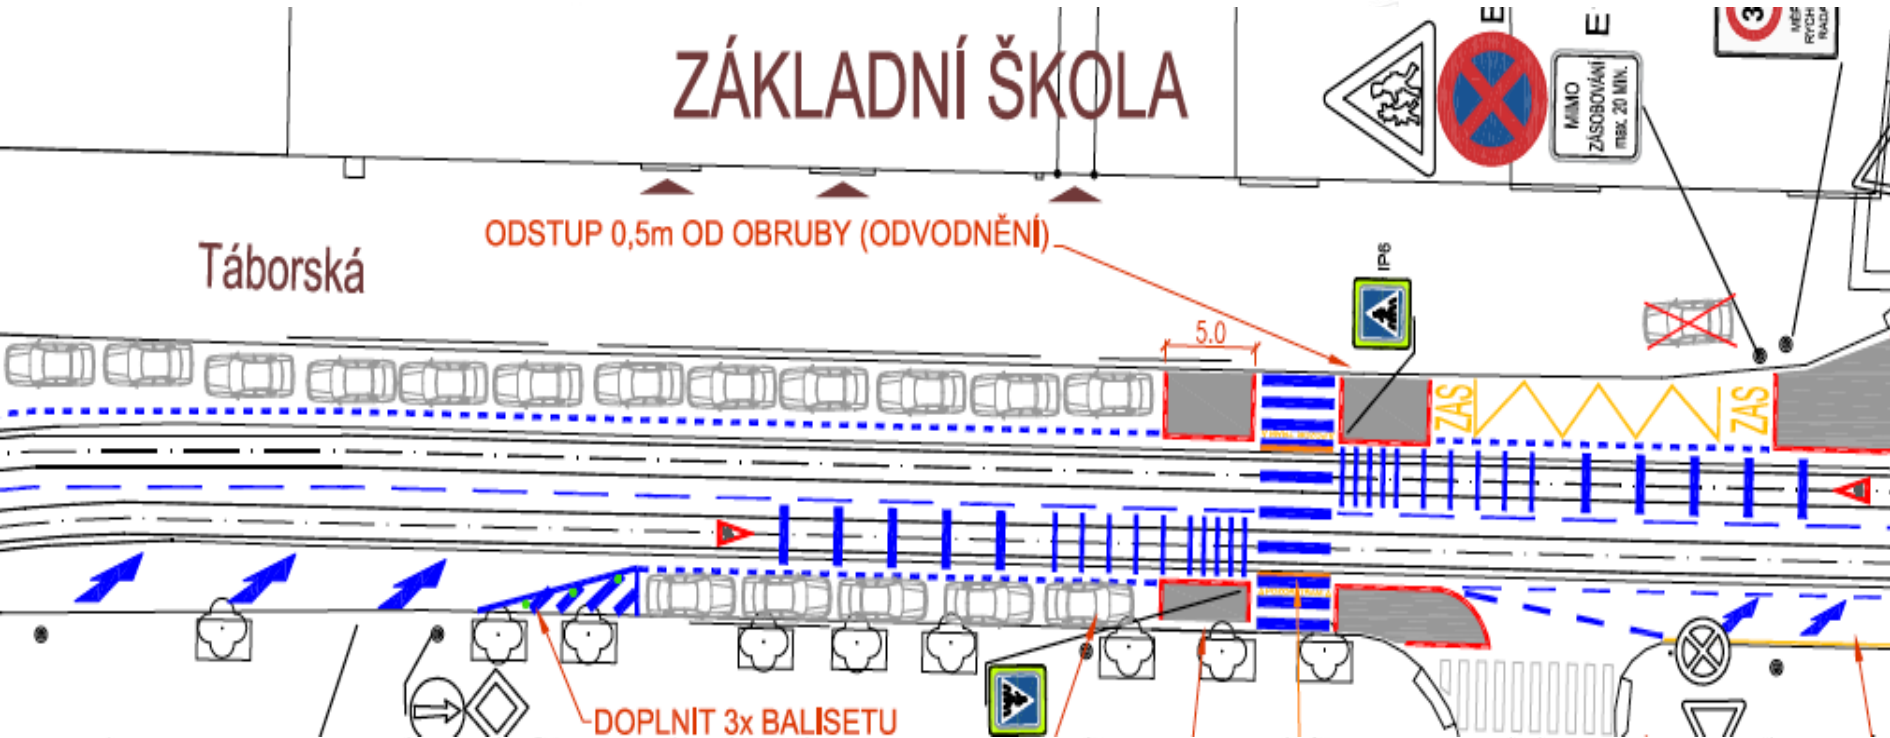 ZÁKLADNÍ ŠKOLA
MIMO
ZÁSOBOVÁNÍ
max. 20 MIN.
E
E
3
ODSTUP 0,5m OD OBRUBY (ODVODNĚNÍ)
Táborská
IP6
5.0
ZAS
ZAS
DOPLNIT 3x BALISETU